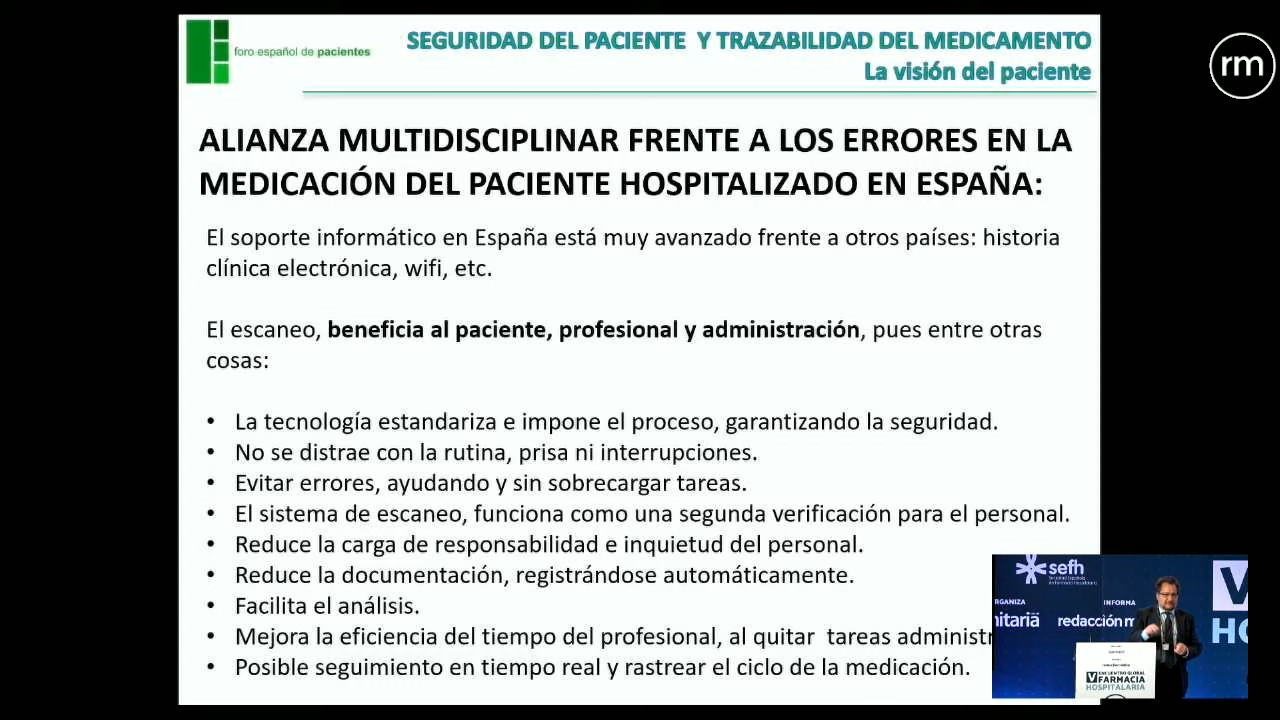 foro español de pacientes
SEGURIDAD DEL PACIENTE Y TRAZABILIDAD DEL MEDICAMENTO
La visión del paciente
rm
ALIANZA MULTIDISCIPLINAR FRENTE A LOS ERRORES EN LA
MEDICACIÓN DEL PACIENTE HOSPITALIZADO EN ESPAÑA:
El soporte informático en España está muy avanzado frente a otros países: historia
clínica electrónica, wifi, etc.
El escaneo, beneficia al paciente, profesional y administración, pues entre otras
cosas:
• La tecnología estandariza e impone el proceso, garantizando la seguridad.
• No se distrae con la rutina, prisa ni interrupciones.
• Evitar errores, ayudando y sin sobrecargar tareas.
• El sistema de escaneo, funciona como una segunda verificación para el personal.
• Reduce la carga de responsabilidad e inquietud del personal.
• Reduce la documentación, registrándose automáticamente.
• Facilita el análisis.
• Mejora la eficiencia del tiempo del profesional, al quitar tareas administr
• Posible seguimiento en tiempo real y rastrear el ciclo de la medicación.
sefh
RGANIZA
INFORMA
nitaria
redacción m
V
HO
V ENCUENTRO GLOBAL
FARMACIA
HOSPITALARIA